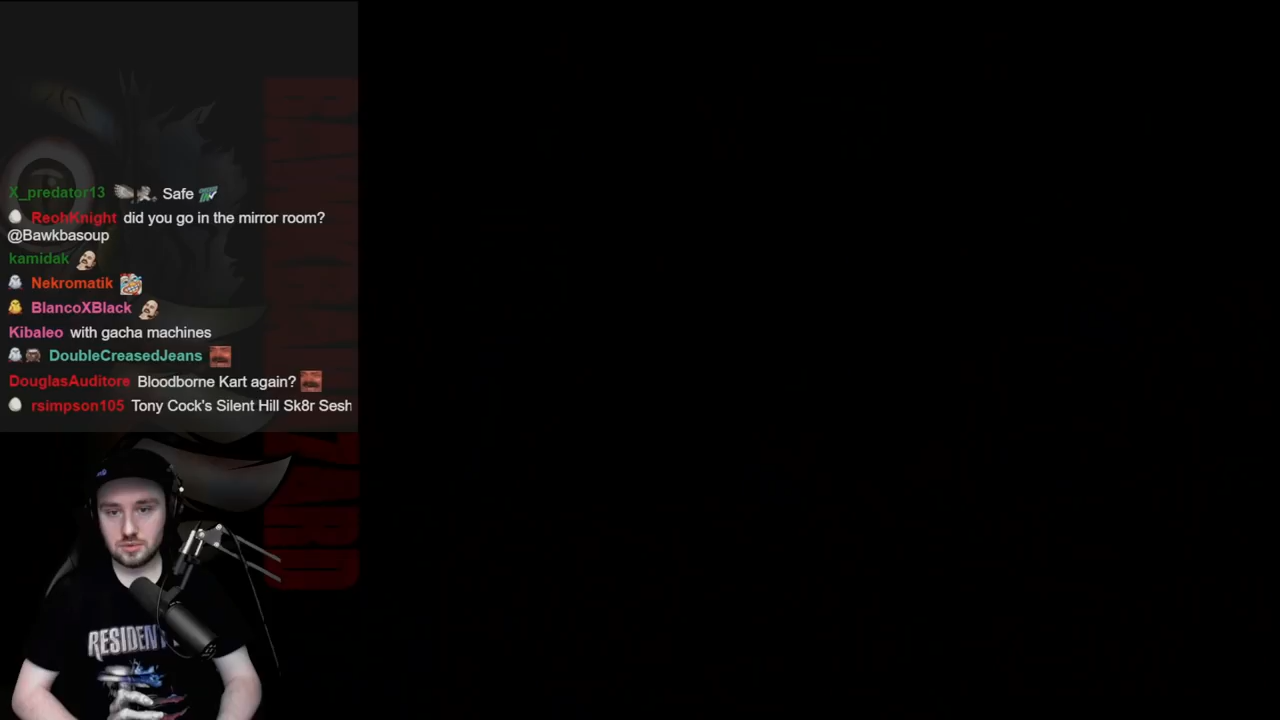 X_predator13 Safe
ReohKnight did you go in the mirror room?
@Bawkbasoup
kamidak
Nekromatik
BlancoXBlack
Kibaleo with gacha machines
DoubleCreasedJeans
DouglasAuditore Bloodborne Kart again?
rsimpson105 Tony Cock's Silent Hill Sk8r Sesh
RESIDENT